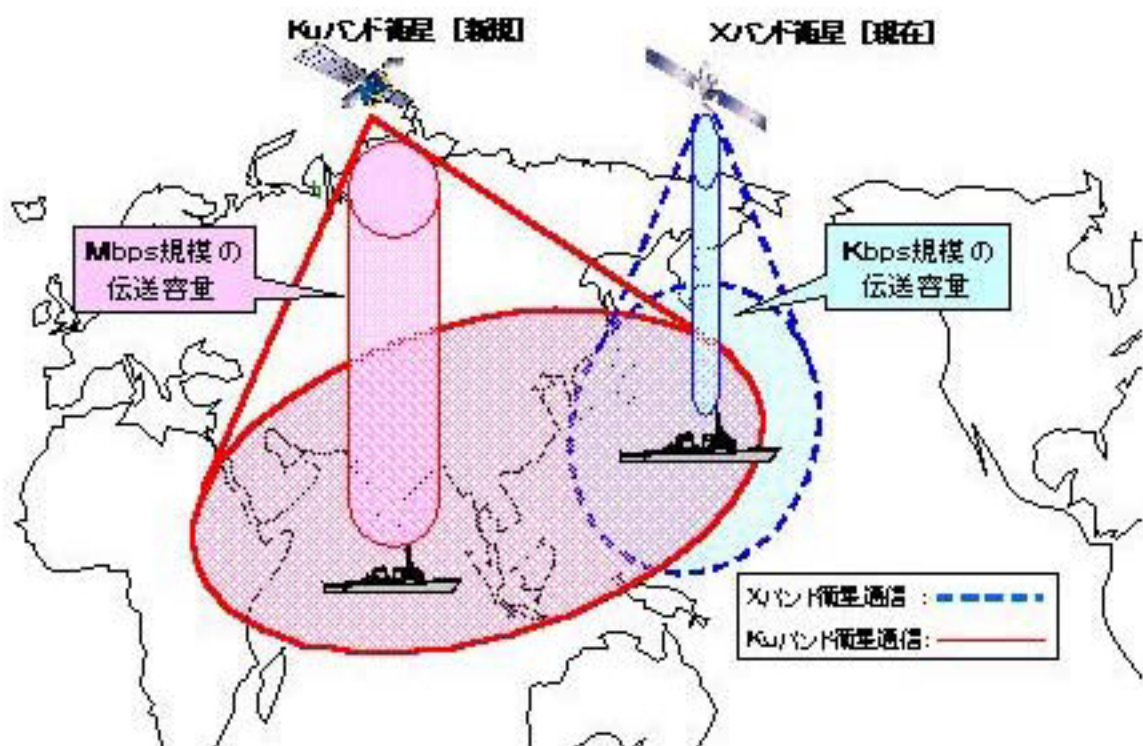 Kuバンド衛星［新規］
Xバンド衛星［現在］
Mbps規模の
伝送容量
Kbps規模の
伝送容量
Xバンド衛星通信：
Kuバンド衛星通信：